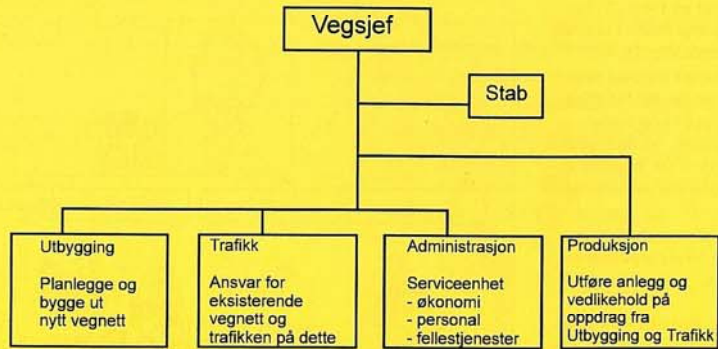 Vegsjef
Stab
Utbygging
Planlegge og
bygge ut
nytt vegnett
Trafikk
Ansvar for
eksisterende
vegnett og
trafikken på dette
Administrasjon
Serviceenhet
- økonomi
- personal
- fellestjenester
Produksjon
Utføre anlegg og
vedlikehold på
oppdrag fra
Utbygging og Trafikk